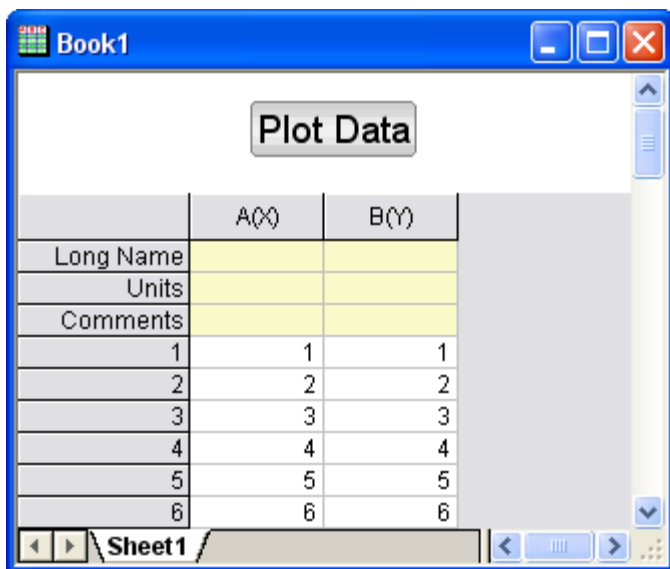 Book1
Plot Data
A(X) B(Y)
Long Name
Units
Comments
1 1 1
2 2 2
3 3 3
4 4 4
5 5 5
6 6 6
Sheet1